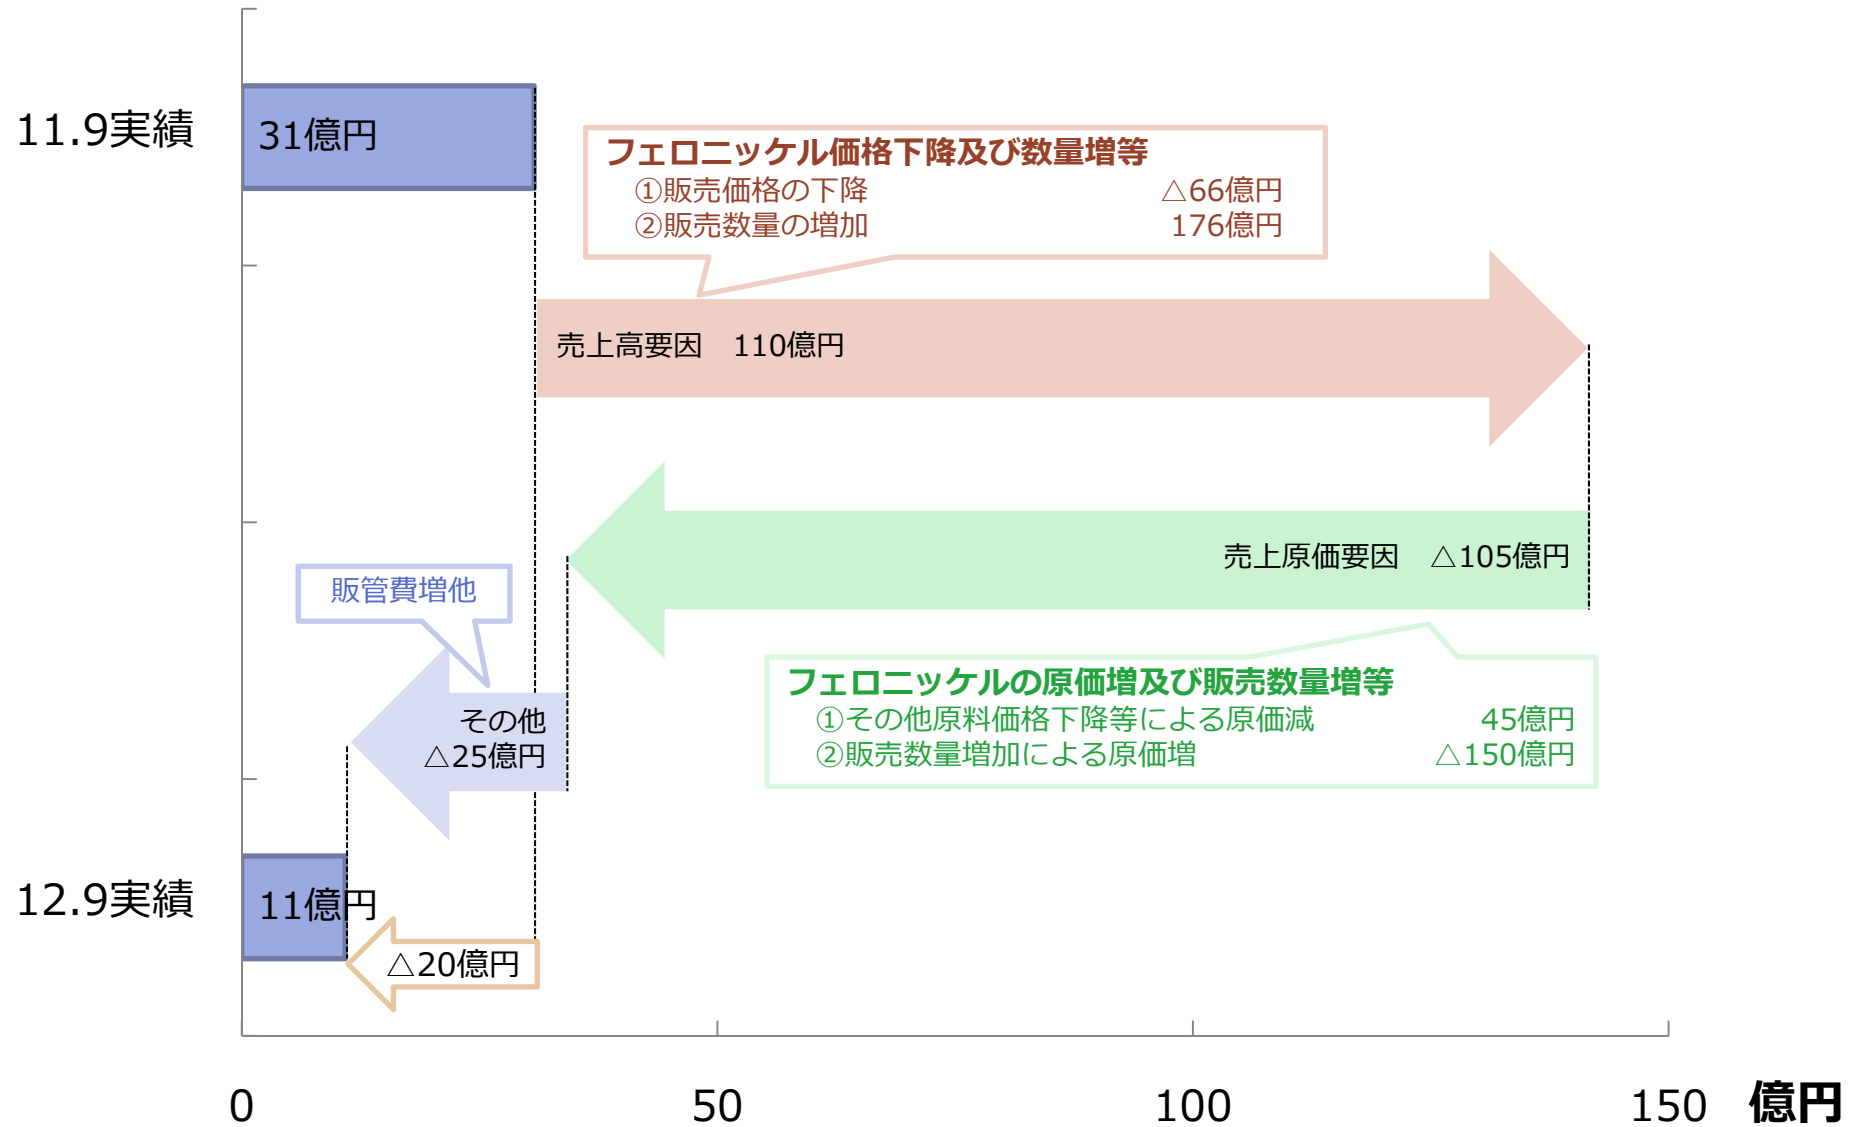 11.9実績
31億円
フェロニッケル価格下降及び数量増等
①販売価格の下降 △66億円
②販売数量の増加 176億円
売上高要因 110億円
売上原価要因 △105億円
販管費増他
フェロニッケルの原価増及び販売数量増等
①その他原料価格下降等による原価減 45億円
②販売数量増加による原価増 △150億円
その他
△25億円
12.9実績
11億円
△20億円
0 50 100 150 億円